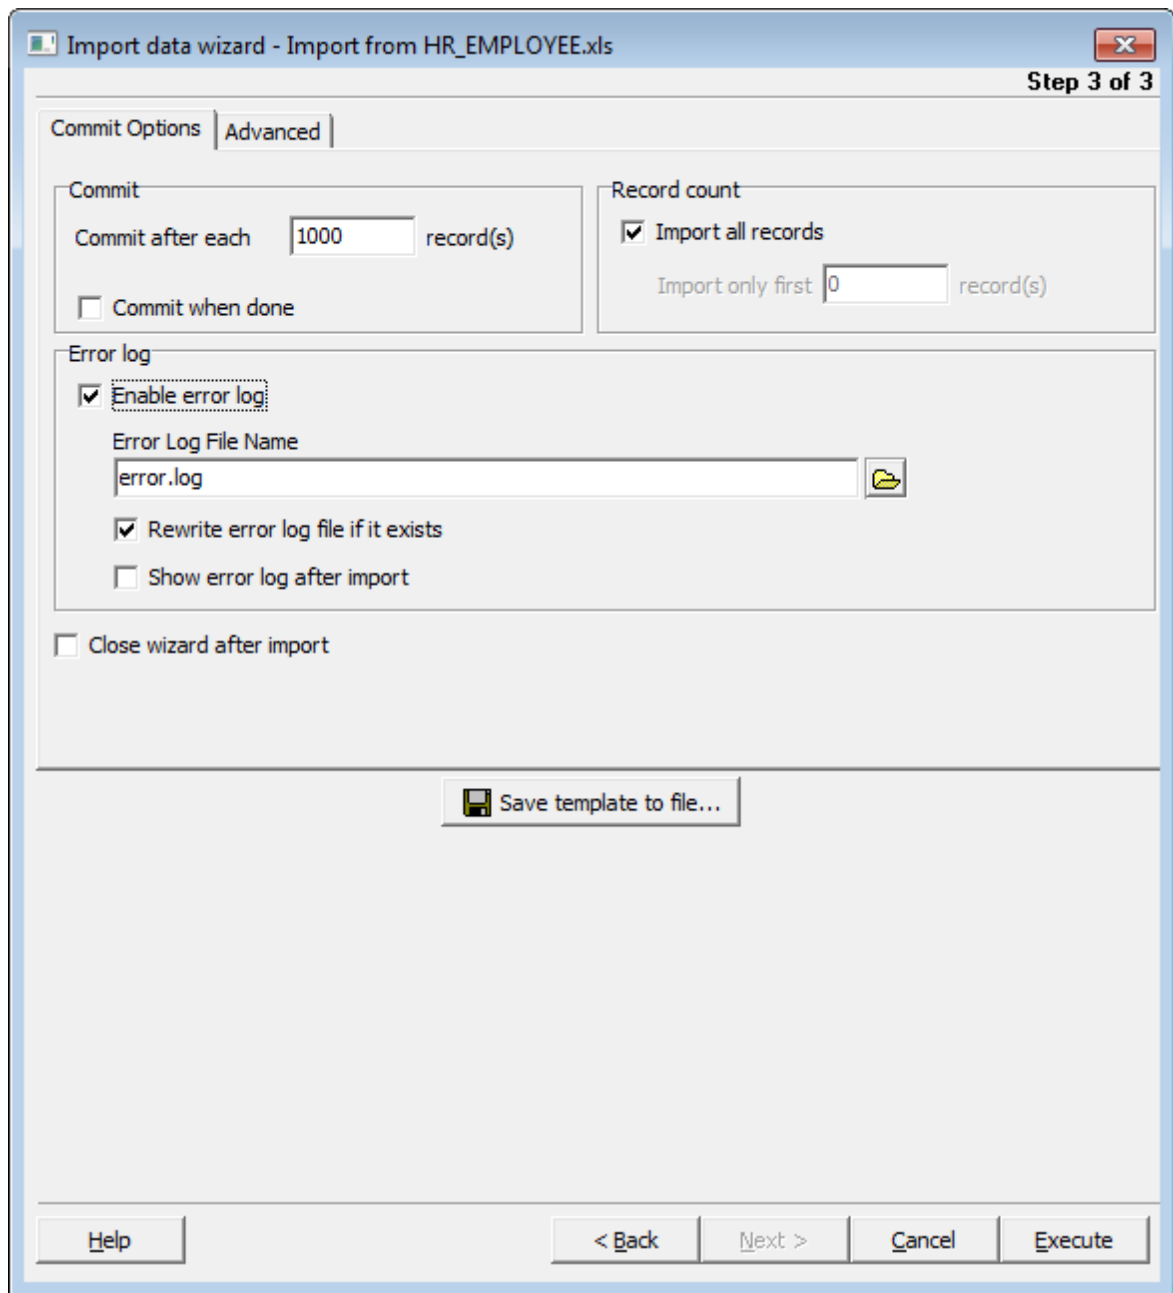 Import data wizard - Import from HR_EMPLOYEE.xls
Step 3 of 3
Commit Options
Advanced
Commit
Commit after each 1000 record(s)
Commit when done
Record count
Import all records
Import only first 0 record(s)
Error log
Enable error log
Error Log File Name
error.log
Rewrite error log file if it exists
Show error log after import
Close wizard after import
Save template to file...
Help
< Back
Next >
Cancel
Execute